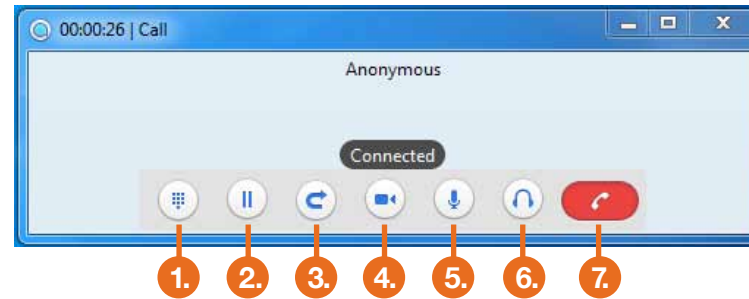 00:00:26 | Call
Anonymous
Connected
1. 2. 3. 4. 5. 6. 7.